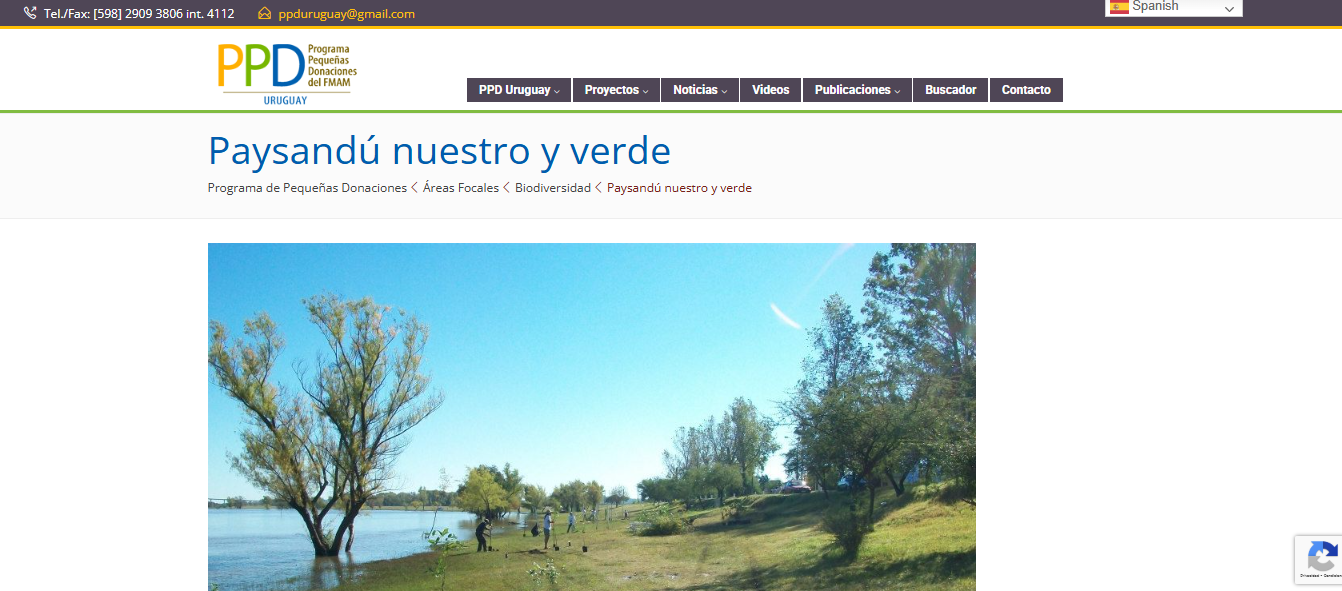 Tel./Fax: [598] 2909 3806 int. 4112 ppduruguay@gmail.com Spanish
PPD Programa
Pequeñas
Donaciones
del FMAM
URUGUAY
PPD Uruguay Proyectos Noticias Videos Publicaciones Buscador Contacto
Paysandú nuestro y verde
Programa de Pequeñas Donaciones Áreas Focales Biodiversidad Paysandú nuestro y verde